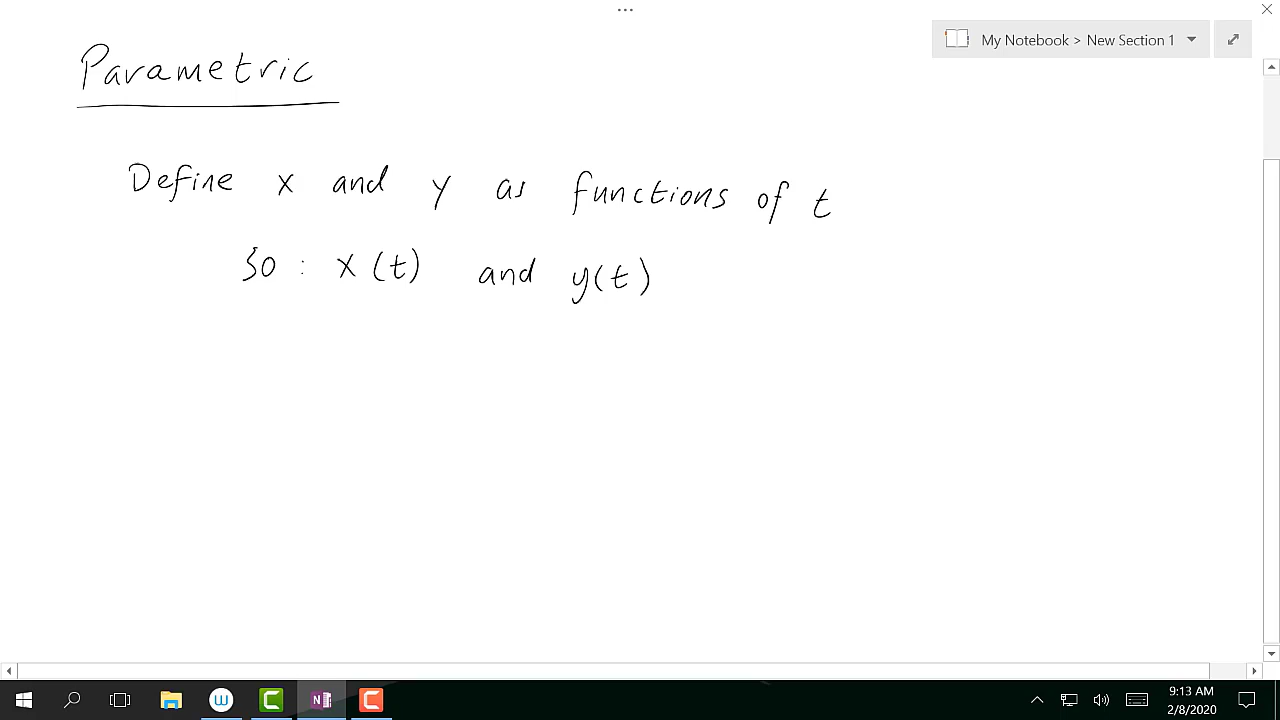 ...
My Notebook > New Section 1
Parametric
Define x and y as functions of t
So : x(t) and y(t)
9:13 AM
2/8/2020